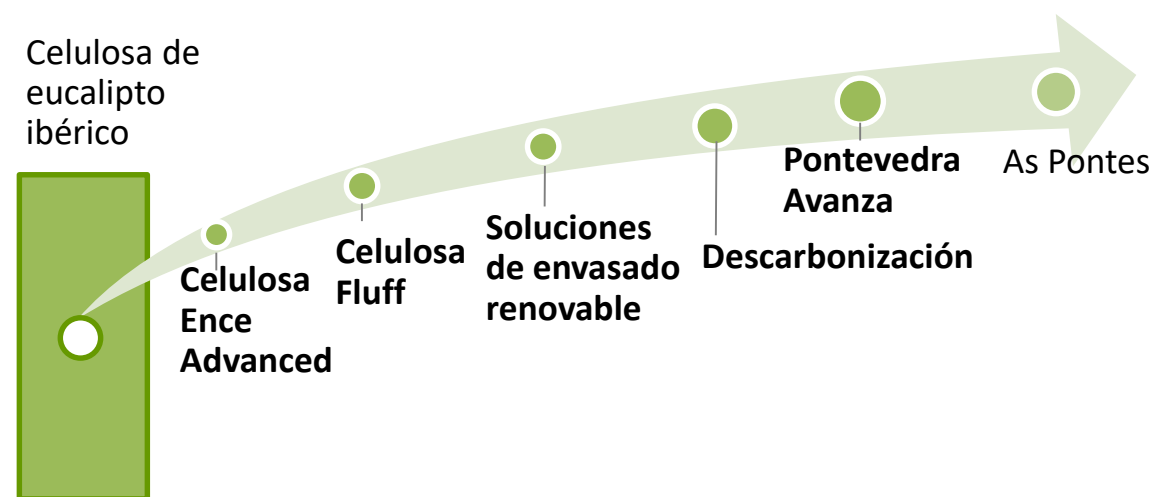 Celulosa de
eucalipto
ibérico
Celulosa
Ence
Advanced
Celulosa
Fluff
Soluciones
de envasado
renovable
Descarbonización
Pontevedra
Avanza
As Pontes